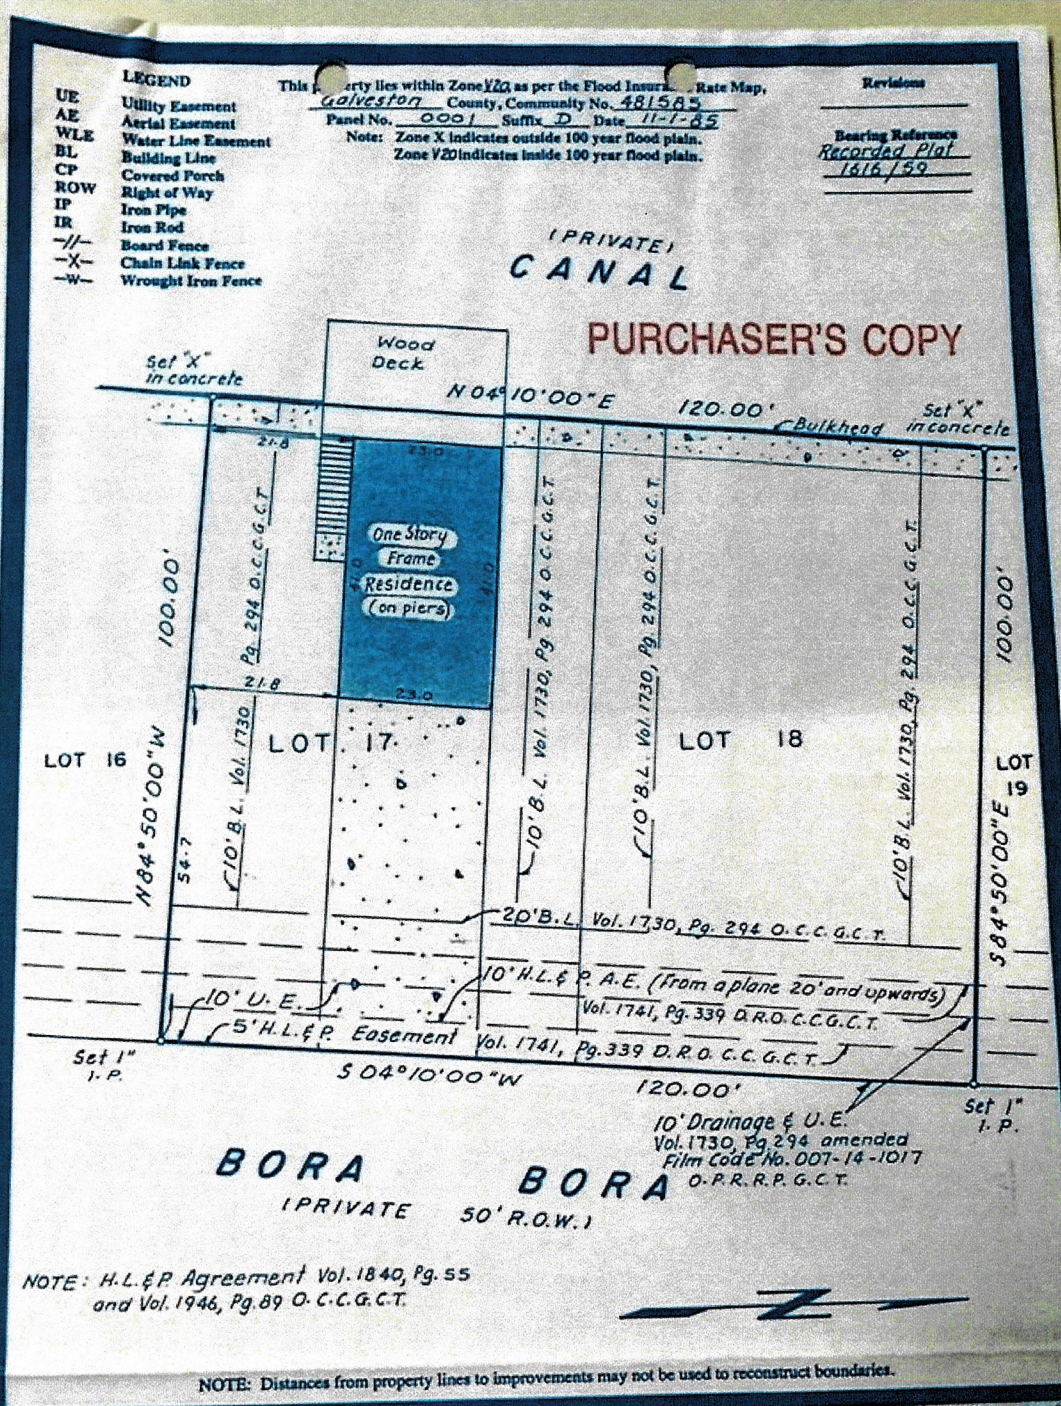 LEGEND
UE Utility Easement
AE Aerial Easement
WLE Water Line Easement
BL Building Line
CP Covered Porch
ROW Right of Way
IP Iron Pipe
IR Iron Rod
—//— Board Fence
—X— Chain Link Fence
—W— Wrought Iron Fence
This erty lies within Zone V20, as per the Flood Insura Rate Map,
Galveston County, Community No. 481585
Panel No. 0001 Suffix D Date 11-1-85
Note: Zone X indicates outside 100 year flood plain.
Zone V20 indicates inside 100 year flood plain.
Revisions
Bearing Reference
Recorded Plat
1616/59
(PRIVATE)
CANAL
PURCHASER'S COPY
Wood
Deck
Set "X"
in concrete
N 04° 10' 00" E 120.00'
Bulkhead
Set "X"
in concrete
21.8
23.0
One Story
Frame
Residence
(on piers)
41.0
41.0
23.0
21.8
100.00'
N 84° 50' 00" W
54.7
10' B.L. Vol. 1730 Pg. 294 O.C.C.G.C.T.
10' B.L. Vol. 1730, Pg. 294 O.C.C.G.C.T.
10' B.L. Vol. 1730, Pg. 294 O.C.C.G.C.T.
10' B.L. Vol. 1730, Pg. 294 O.C.C.G.C.T.
100.00'
S 84° 50' 00" E
LOT 16
LOT 17
LOT 18
LOT
19
20' B.L. Vol. 1730, Pg. 294 O.C.C.G.C.T.
10' H.L.&P. A.E. (From a plane 20' and upwards)
Vol. 1741, Pg. 339 D.R.O.C.C.G.C.T.
10' U.E.
5' H.L.&P. Easement Vol. 1741, Pg. 339 D.R.O.C.C.G.C.T.
Set 1"
I.P.
S 04° 10' 00" W 120.00'
Set 1"
I.P.
10' Drainage & U.E.
Vol. 1730, Pg. 294 amended
Film Code No. 007-14-1017
O.P.R.R.P.G.C.T.
BORA BORA
(PRIVATE 50' R.O.W.)
NOTE: H.L.&P. Agreement Vol. 1840, Pg. 55
and Vol. 1946, Pg. 89 O.C.C.G.C.T.
NOTE: Distances from property lines to improvements may not be used to reconstruct boundaries.